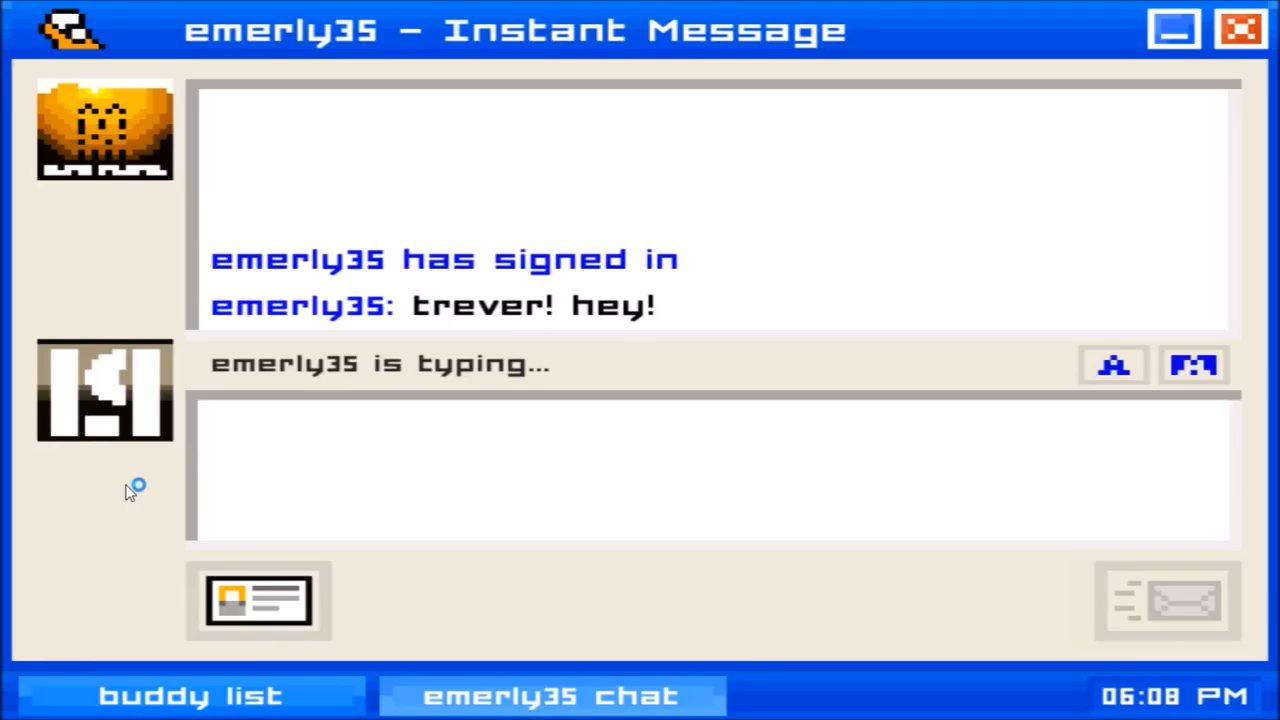 emerly35 - Instant Message
emerly35 has signed in
emerly35: trever! hey!
emerly35 is typing...
A
buddy list
emerly35 chat
06:08 PM